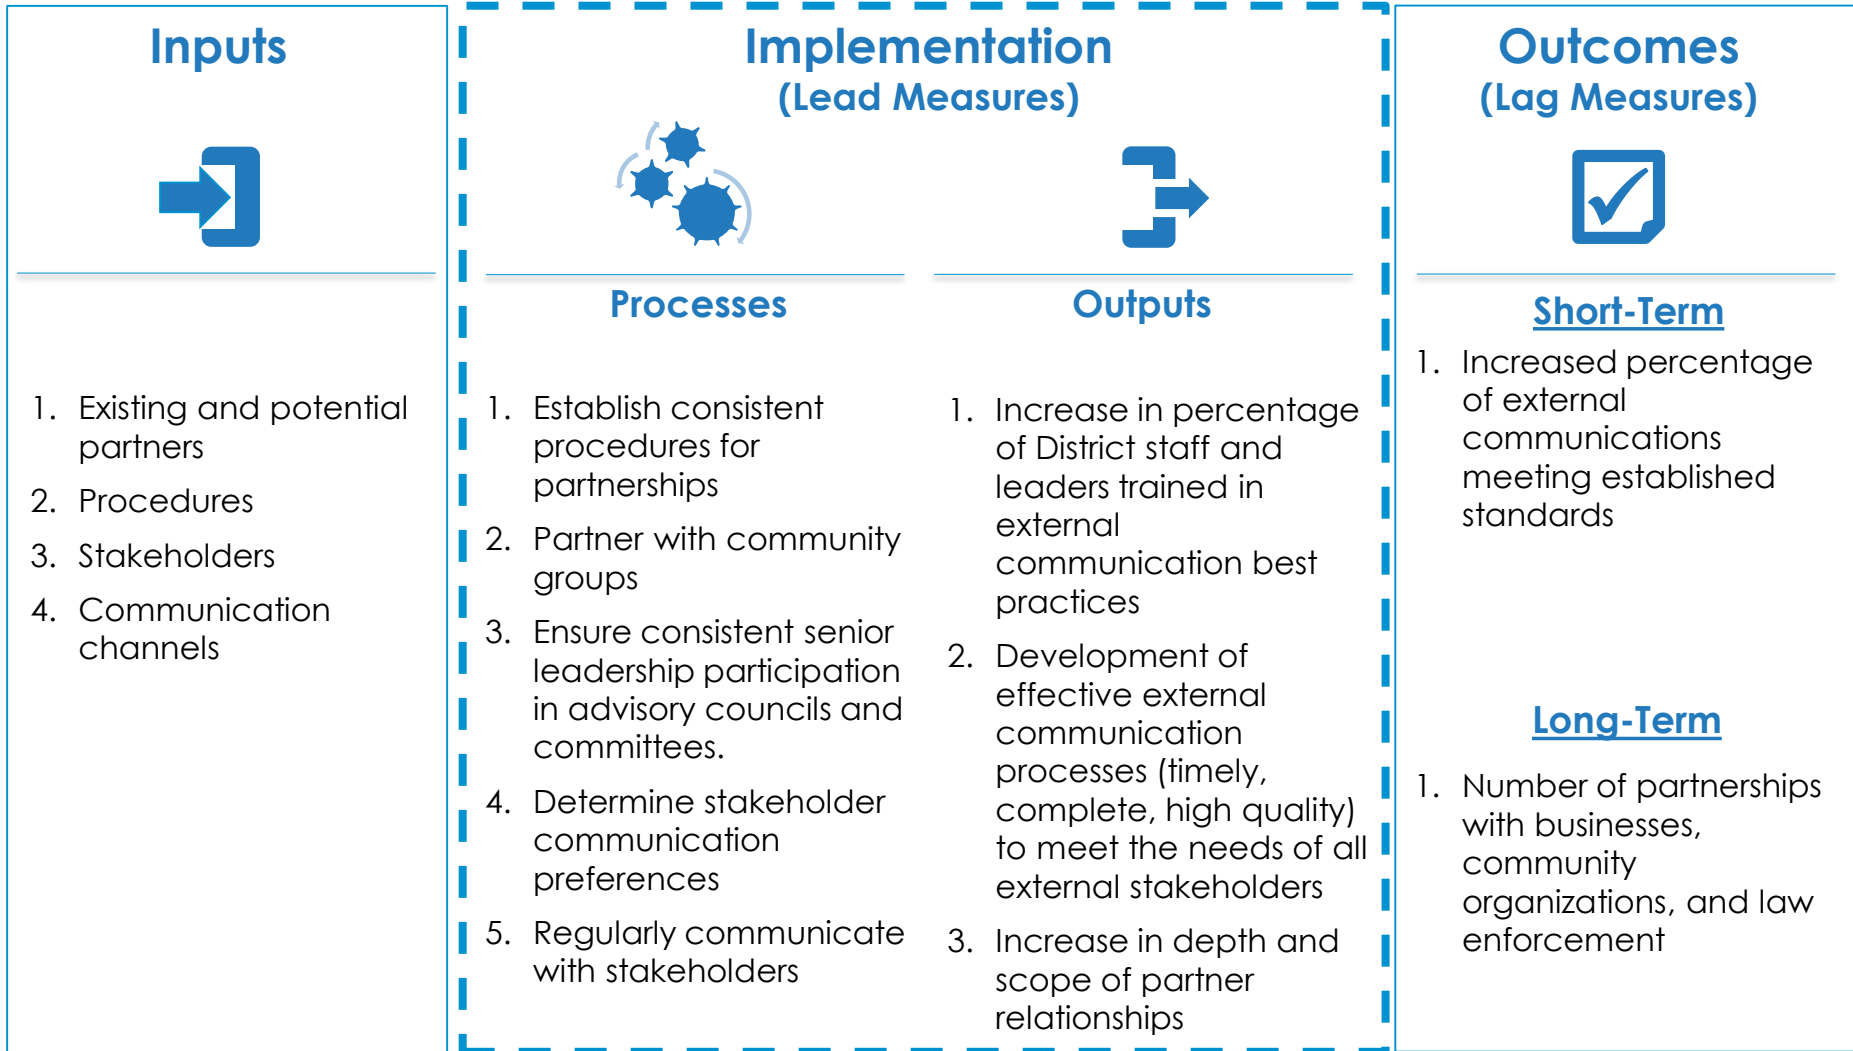 Inputs
1. Existing and potential
partners
2. Procedures
3. Stakeholders
4. Communication
channels
Implementation
(Lead Measures)
Processes
1. Establish consistent
procedures for
partnerships
2. Partner with community
groups
3. Ensure consistent senior
leadership participation
in advisory councils and
committees.
4. Determine stakeholder
communication
preferences
5. Regularly communicate
with stakeholders
Outputs
1. Increase in percentage
of District staff and
leaders trained in
external
communication best
practices
2. Development of
effective external
communication
processes (timely,
complete, high quality)
to meet the needs of all
external stakeholders
3. Increase in depth and
scope of partner
relationships
Outcomes
(Lag Measures)
Short-Term
1. Increased percentage
of external
communications
meeting established
standards
Long-Term
1. Number of partnerships
with businesses,
community
organizations, and law
enforcement